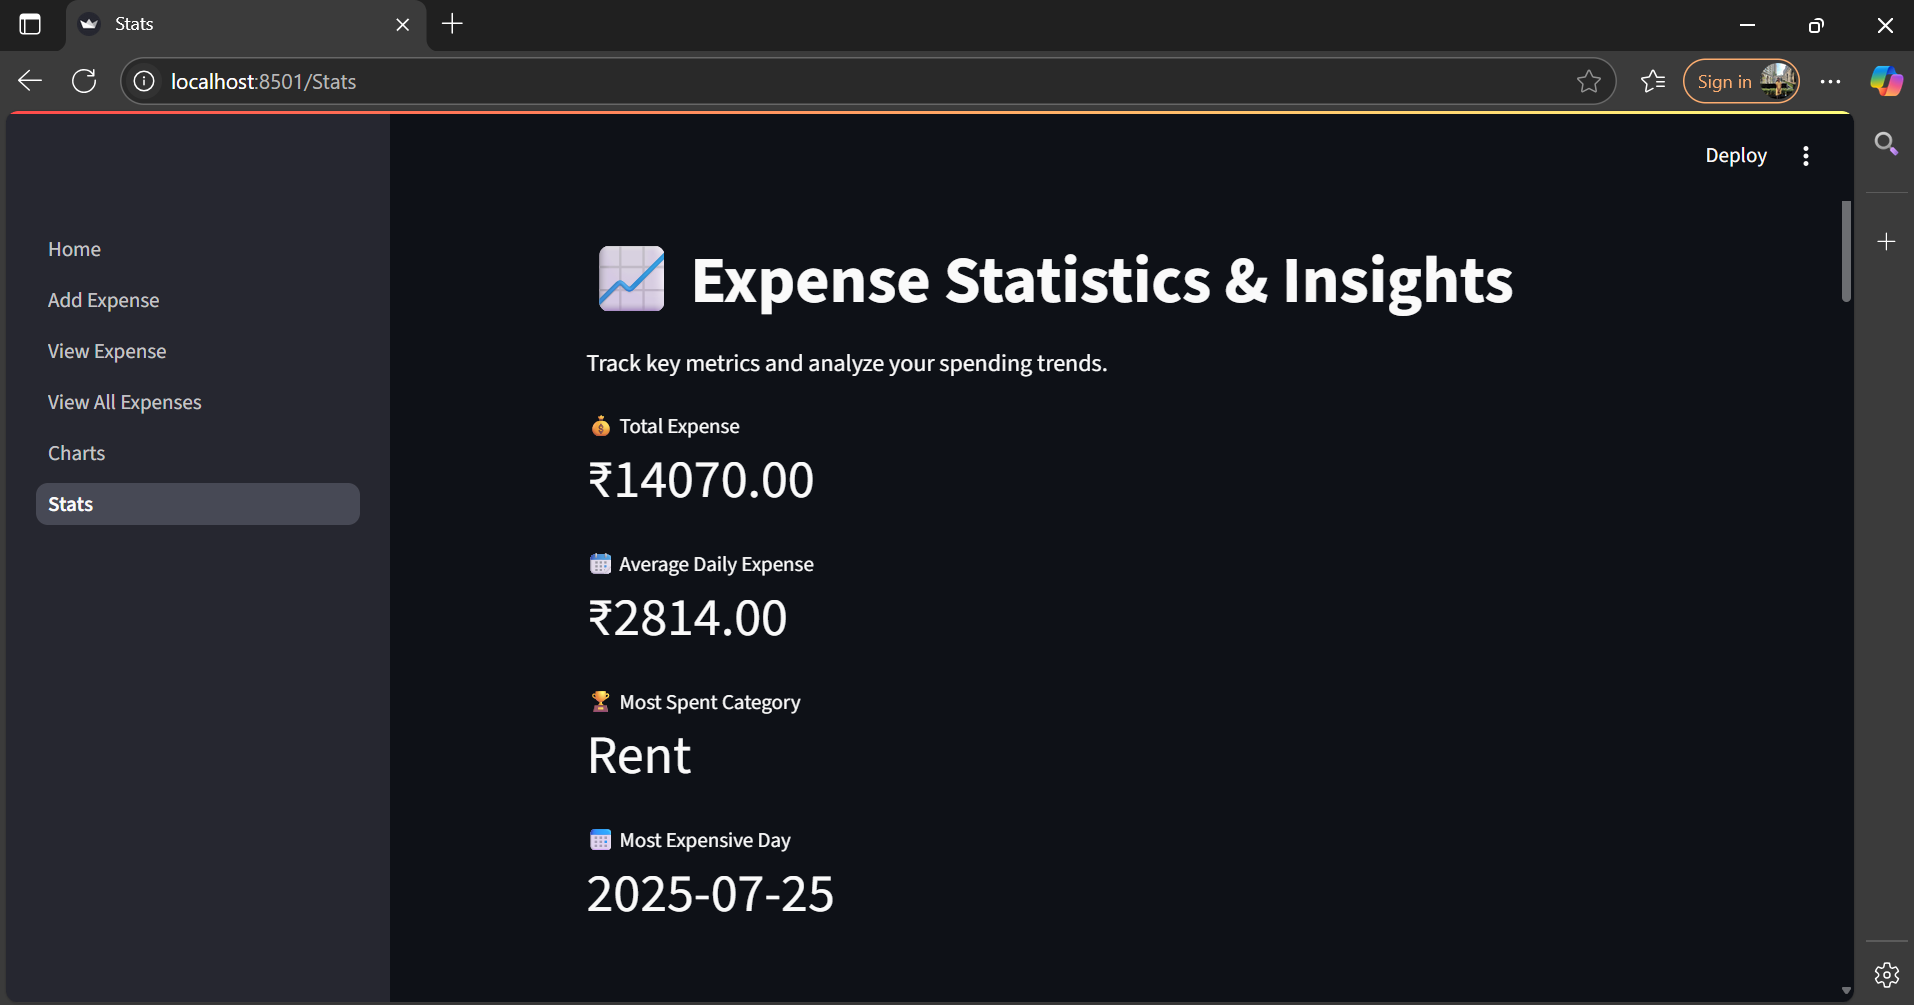 Stats
localhost:8501/Stats
Sign in
Deploy
Home
Add Expense
View Expense
View All Expenses
Charts
Stats
📈 Expense Statistics & Insights
Track key metrics and analyze your spending trends.
💰 Total Expense
₹14070.00
📅 Average Daily Expense
₹2814.00
🏆 Most Spent Category
Rent
📅 Most Expensive Day
2025-07-25